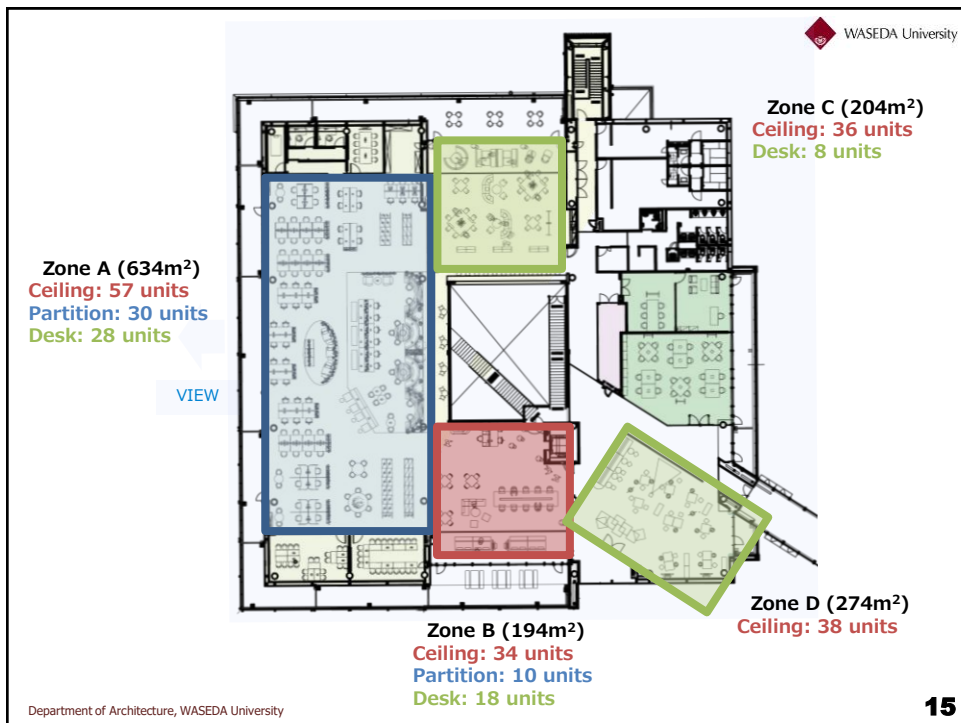 WASEDA University
Zone C (204m²)
Ceiling: 36 units
Desk: 8 units
Zone A (634m²)
Ceiling: 57 units
Partition: 30 units
Desk: 28 units
VIEW
Zone D (274m²)
Ceiling: 38 units
Zone B (194m²)
Ceiling: 34 units
Partition: 10 units
Desk: 18 units
Department of Architecture, WASEDA University
15